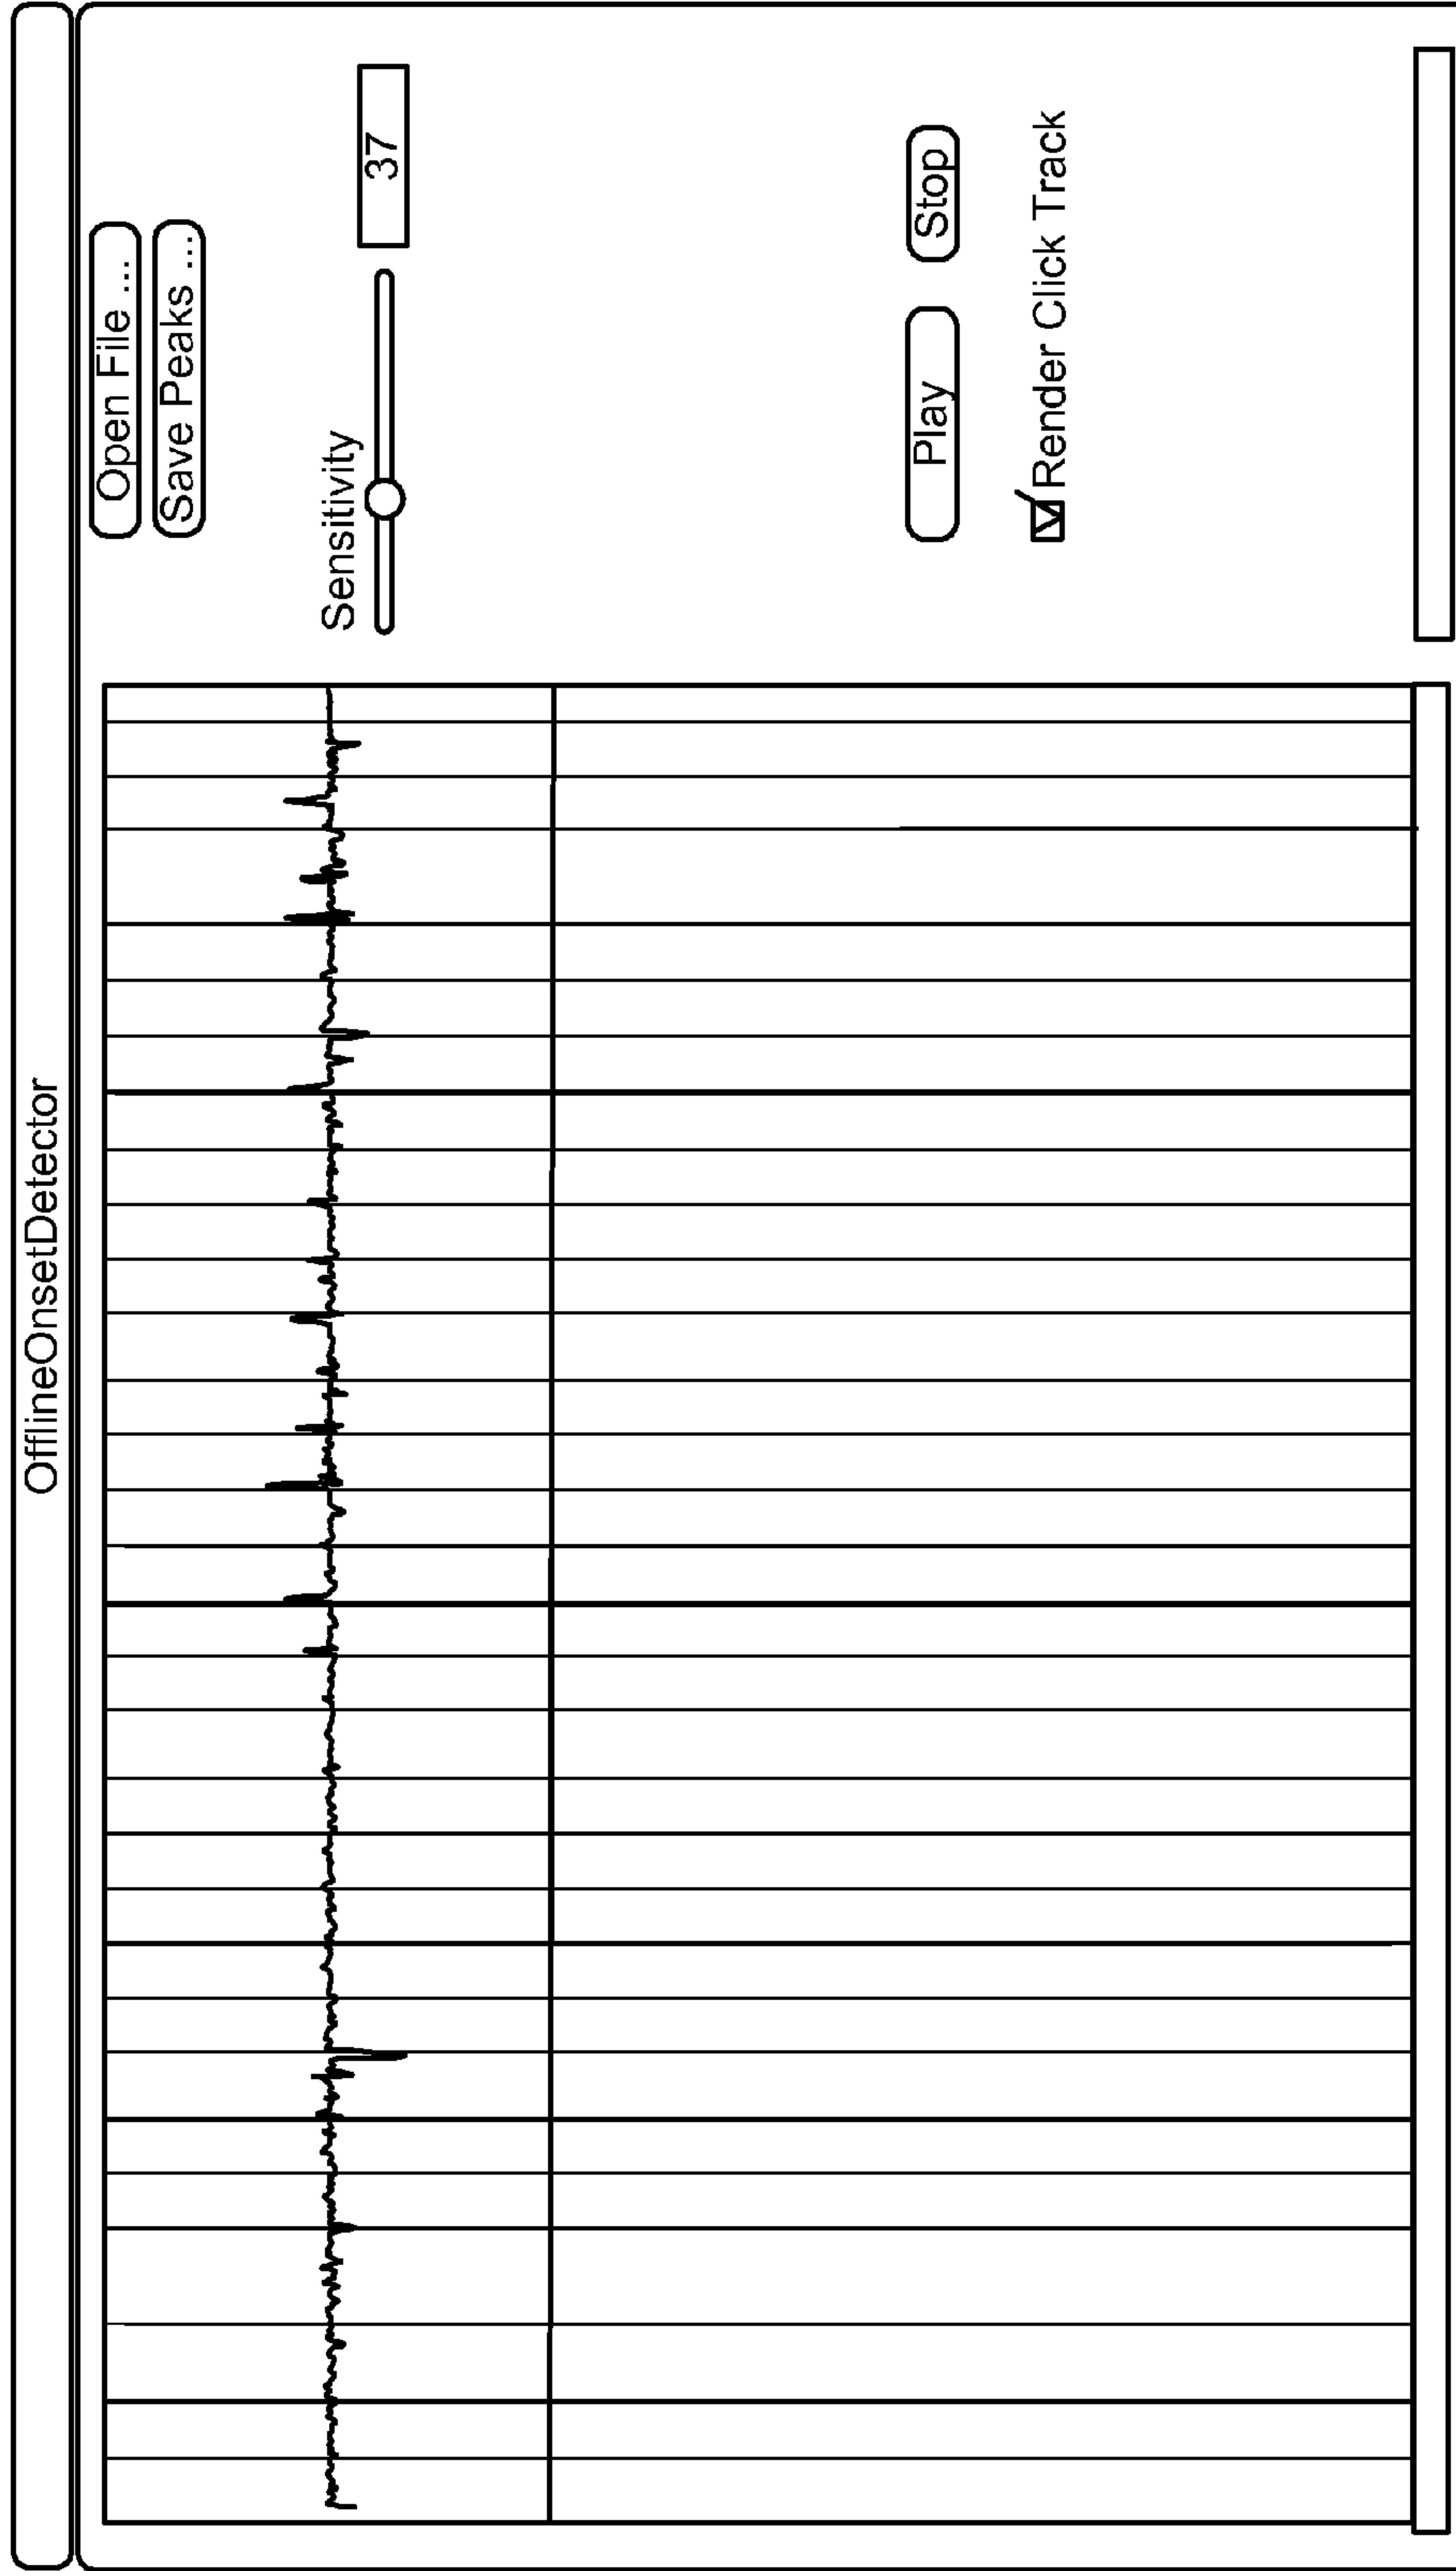 OfflineOnsetDetector
Open File ...
Save Peaks ...
Sensitivity
37
Play
Stop
Render Click Track